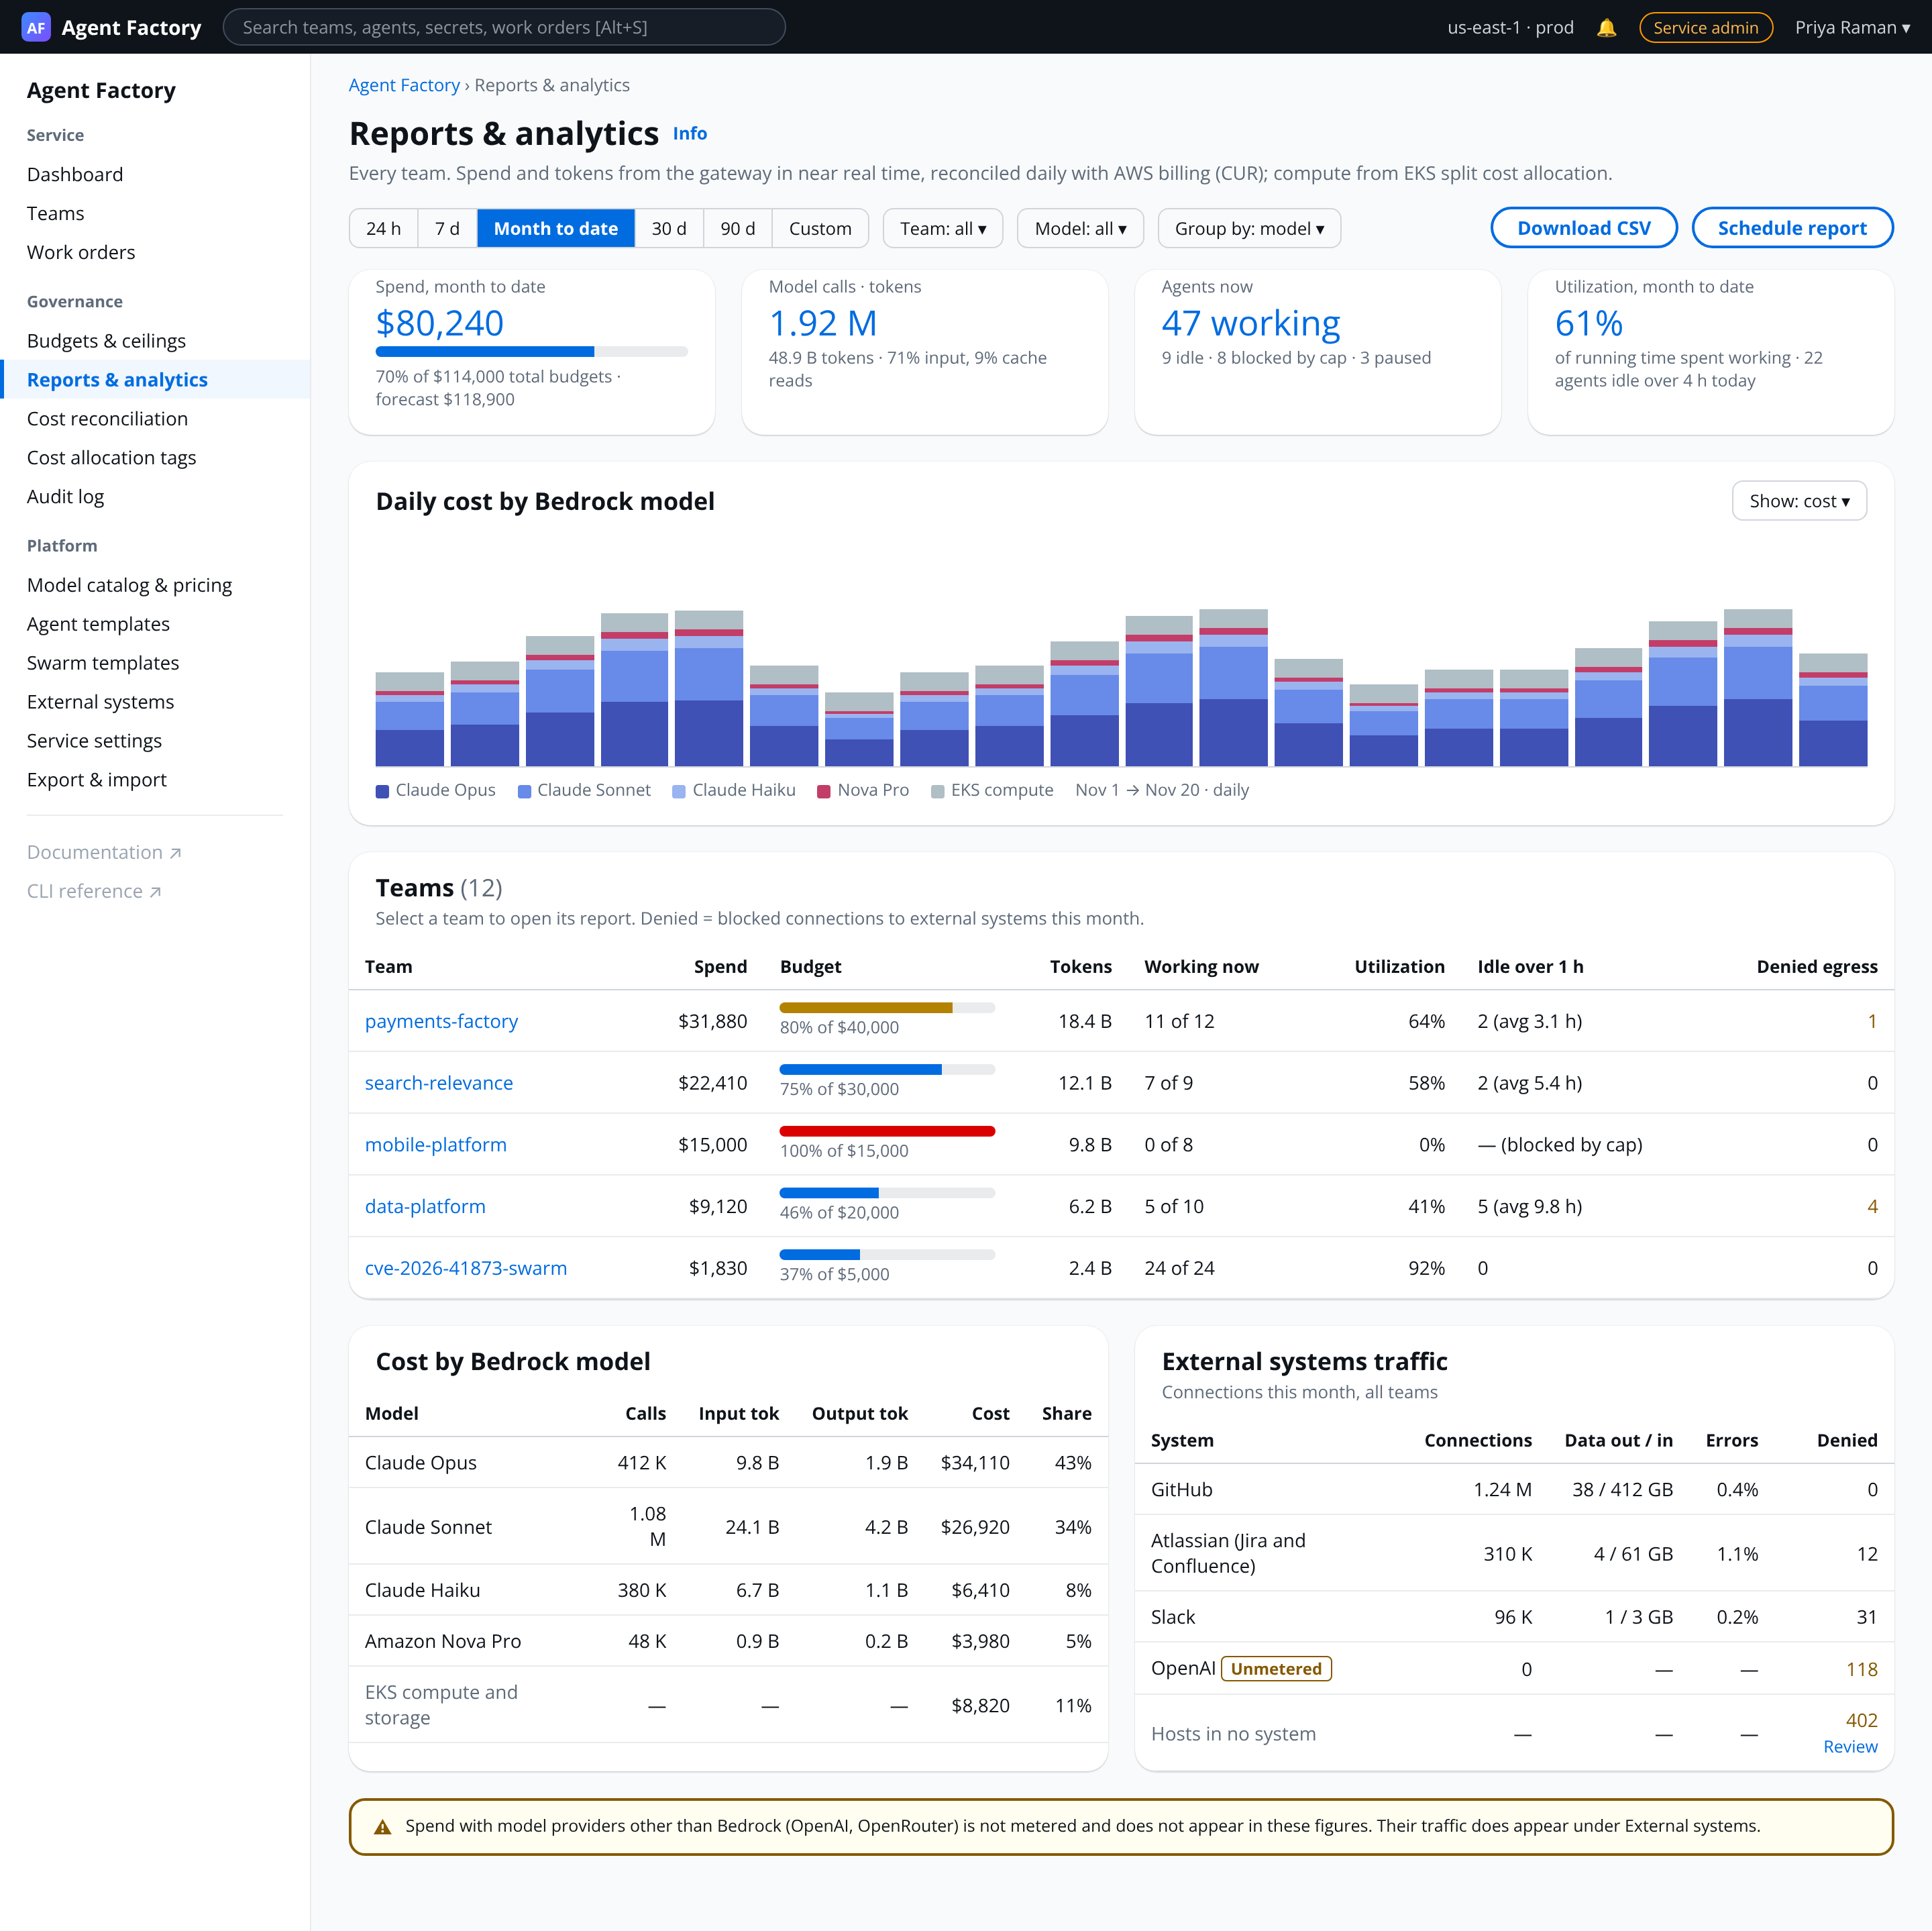 AF Agent Factory
Search teams, agents, secrets, work orders [Alt+S]
us-east-1 · prod
Service admin
Priya Raman ▾
Agent Factory
Service
Dashboard
Teams
Work orders
Governance
Budgets & ceilings
Reports & analytics
Cost reconciliation
Cost allocation tags
Audit log
Platform
Model catalog & pricing
Agent templates
Swarm templates
External systems
Service settings
Export & import
Documentation ↗
CLI reference ↗
Agent Factory › Reports & analytics
Reports & analytics Info
Every team. Spend and tokens from the gateway in near real time, reconciled daily with AWS billing (CUR); compute from EKS split cost allocation.
24 h 7 d Month to date 30 d 90 d Custom Team: all ▾ Model: all ▾ Group by: model ▾ Download CSV Schedule report
Spend, month to date
$80,240
70% of $114,000 total budgets ·
forecast $118,900
Model calls · tokens
1.92 M
48.9 B tokens · 71% input, 9% cache
reads
Agents now
47 working
9 idle · 8 blocked by cap · 3 paused
Utilization, month to date
61%
of running time spent working · 22
agents idle over 4 h today
Daily cost by Bedrock model
Show: cost ▾
Claude Opus Claude Sonnet Claude Haiku Nova Pro EKS compute Nov 1 → Nov 20 · daily
Teams (12)
Select a team to open its report. Denied = blocked connections to external systems this month.
Team Spend Budget Tokens Working now Utilization Idle over 1 h Denied egress
payments-factory $31,880 80% of $40,000 18.4 B 11 of 12 64% 2 (avg 3.1 h) 1
search-relevance $22,410 75% of $30,000 12.1 B 7 of 9 58% 2 (avg 5.4 h) 0
mobile-platform $15,000 100% of $15,000 9.8 B 0 of 8 0% — (blocked by cap) 0
data-platform $9,120 46% of $20,000 6.2 B 5 of 10 41% 5 (avg 9.8 h) 4
cve-2026-41873-swarm $1,830 37% of $5,000 2.4 B 24 of 24 92% 0 0
Cost by Bedrock model
Model Calls Input tok Output tok Cost Share
Claude Opus 412 K 9.8 B 1.9 B $34,110 43%
Claude Sonnet 1.08 M 24.1 B 4.2 B $26,920 34%
Claude Haiku 380 K 6.7 B 1.1 B $6,410 8%
Amazon Nova Pro 48 K 0.9 B 0.2 B $3,980 5%
EKS compute and
storage — — — $8,820 11%
External systems traffic
Connections this month, all teams
System Connections Data out / in Errors Denied
GitHub 1.24 M 38 / 412 GB 0.4% 0
Atlassian (Jira and
Confluence) 310 K 4 / 61 GB 1.1% 12
Slack 96 K 1 / 3 GB 0.2% 31
OpenAI Unmetered 0 — — 118
Hosts in no system — — — 402
Review
Spend with model providers other than Bedrock (OpenAI, OpenRouter) is not metered and does not appear in these figures. Their traffic does appear under External systems.